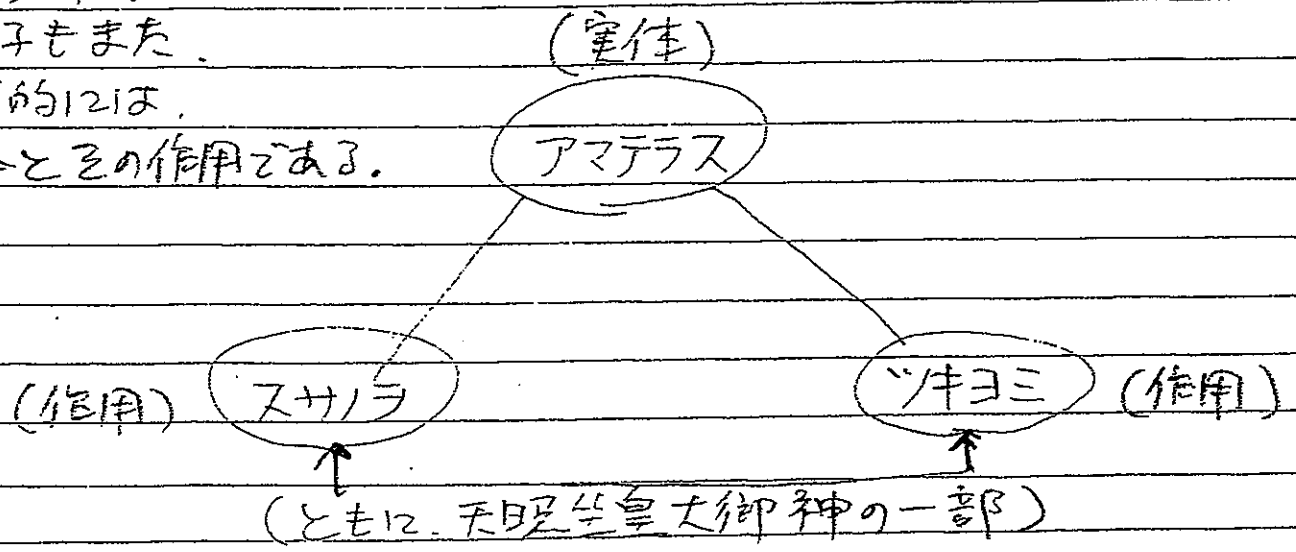 子もまた、
的には、
とその作用である。
(実体)
アマテラス
(作用) スサノヲ
ツキヨミ (作用)
(ともに、天照坐皇大御神の一部)